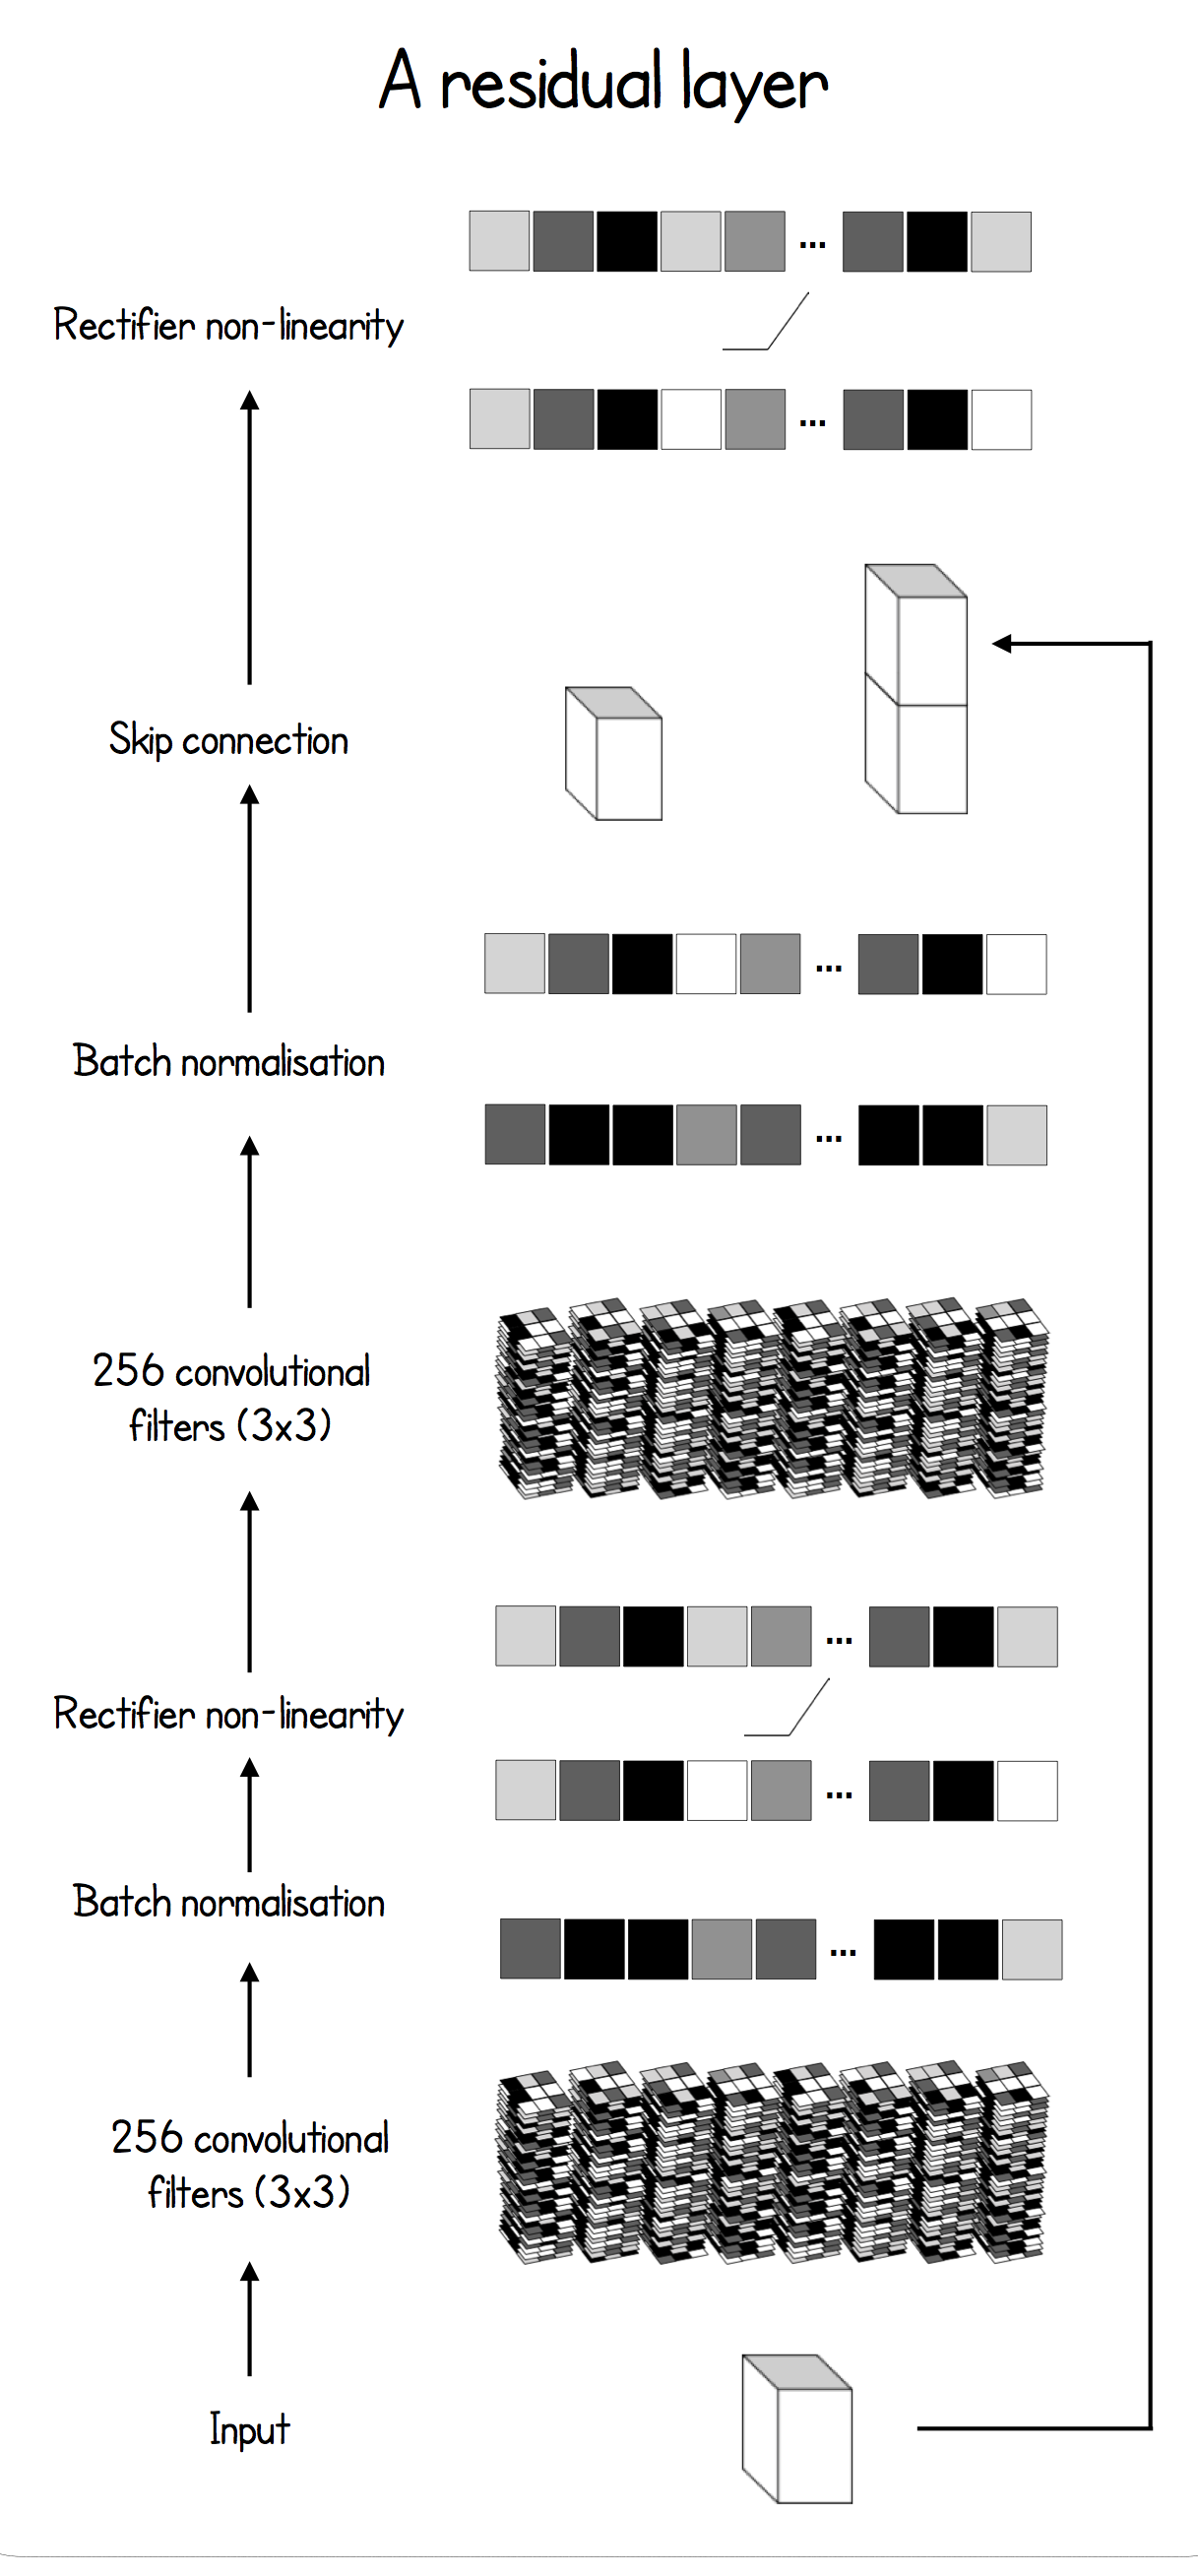 A residual layer
...
Rectifier non-linearity
...
Skip connection
...
Batch normalisation
...
256 convolutional
filters (3x3)
...
Rectifier non-linearity
...
Batch normalisation
...
256 convolutional
filters (3x3)
Input